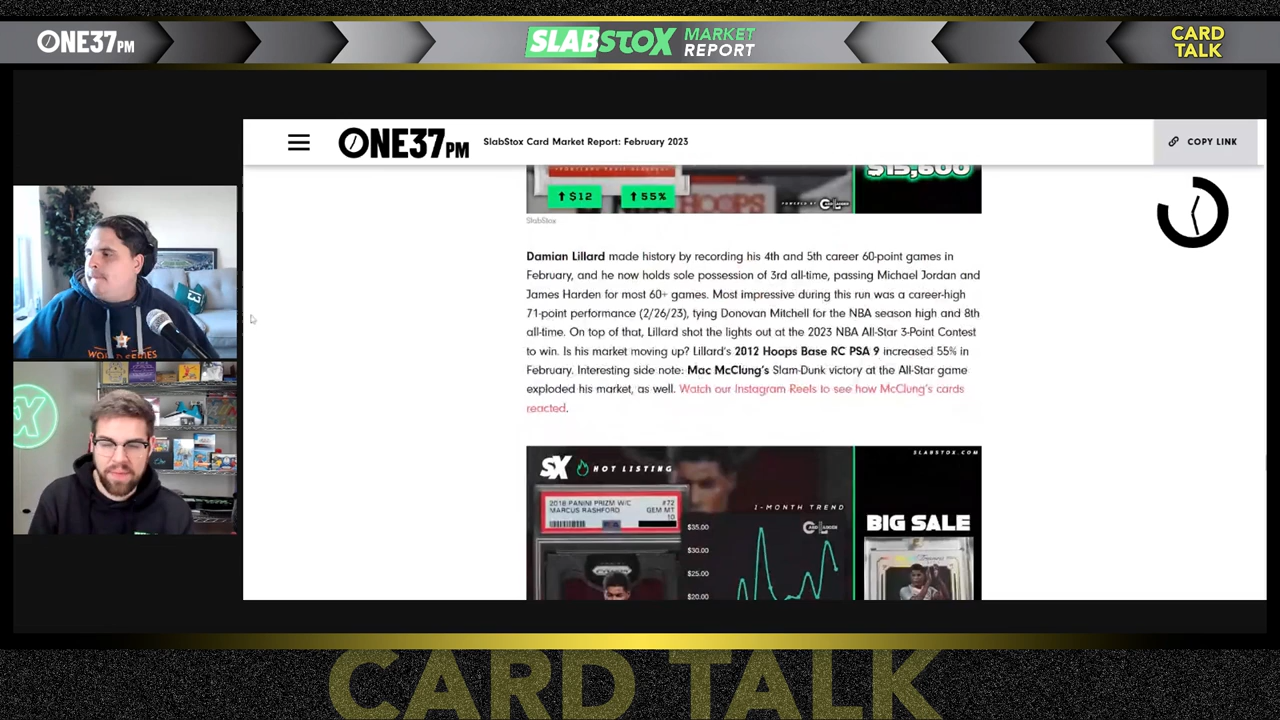 ONE37PM
SLABSTOX MARKET REPORT
CARD TALK
ONE37PM
SlabStox Card Market Report: February 2023
COPY LINK
$15,600
$12
55%
HOOPS
SlabStox
Damian Lillard made history by recording his 4th and 5th career 60-point games in
February, and he now holds sole possession of 3rd all-time, passing Michael Jordan and
James Harden for most 60+ games. Most impressive during this run was a career-high
71-point performance (2/26/23), tying Donovan Mitchell for the NBA season high and 8th
all-time. On top of that, Lillard shot the lights out at the 2023 NBA All-Star 3-Point Contest
to win. Is his market moving up? Lillard's 2012 Hoops Base RC PSA 9 increased 55% in
February. Interesting side note: Mac McClung's Slam-Dunk victory at the All-Star game
exploded his market, as well. Watch our Instagram Reels to see how McClung's cards
reacted.
SX HOT LISTING
SLABSTOX.COM
2018 PANINI PRIZM W/C #72
MARCUS RASHFORD GEM MT
10
1-MONTH TREND
$35.00
$30.00
$25.00
$20.00
BIG SALE
CARD TALK